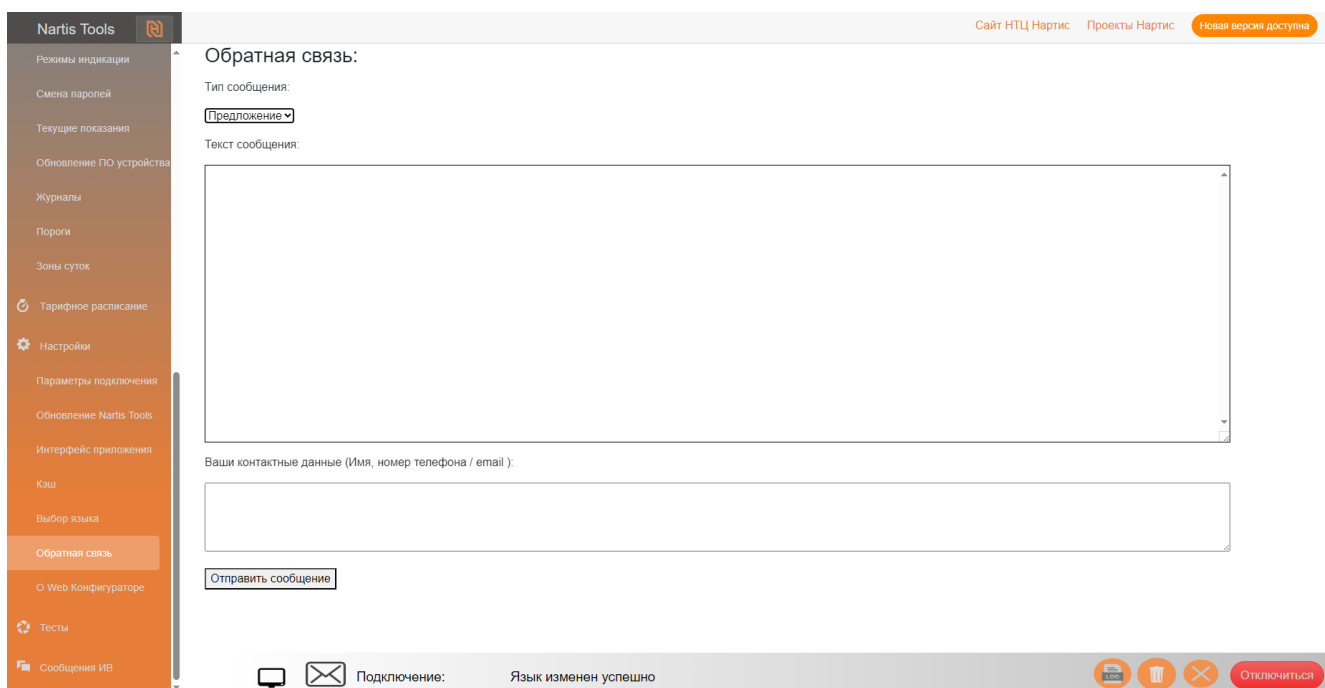 Nartis Tools
Сайт НТЦ Нартис
Проекты Нартис
Новая версия доступна
Режимы индикации
Смена паролей
Текущие показания
Обновление ПО устройства
Журналы
Пороги
Зоны суток
Тарифное расписание
Настройки
Параметры подключения
Обновление Nartis Tools
Интерфейс приложения
Кэш
Выбор языка
Обратная связь
О Web Конфигураторе
Тесты
Сообщения ИВ
Обратная связь:
Тип сообщения:
Предложение
Текст сообщения:
Ваши контактные данные (Имя, номер телефона / email ):
Отправить сообщение
Подключение:
Язык изменен успешно
LOG
Отключиться